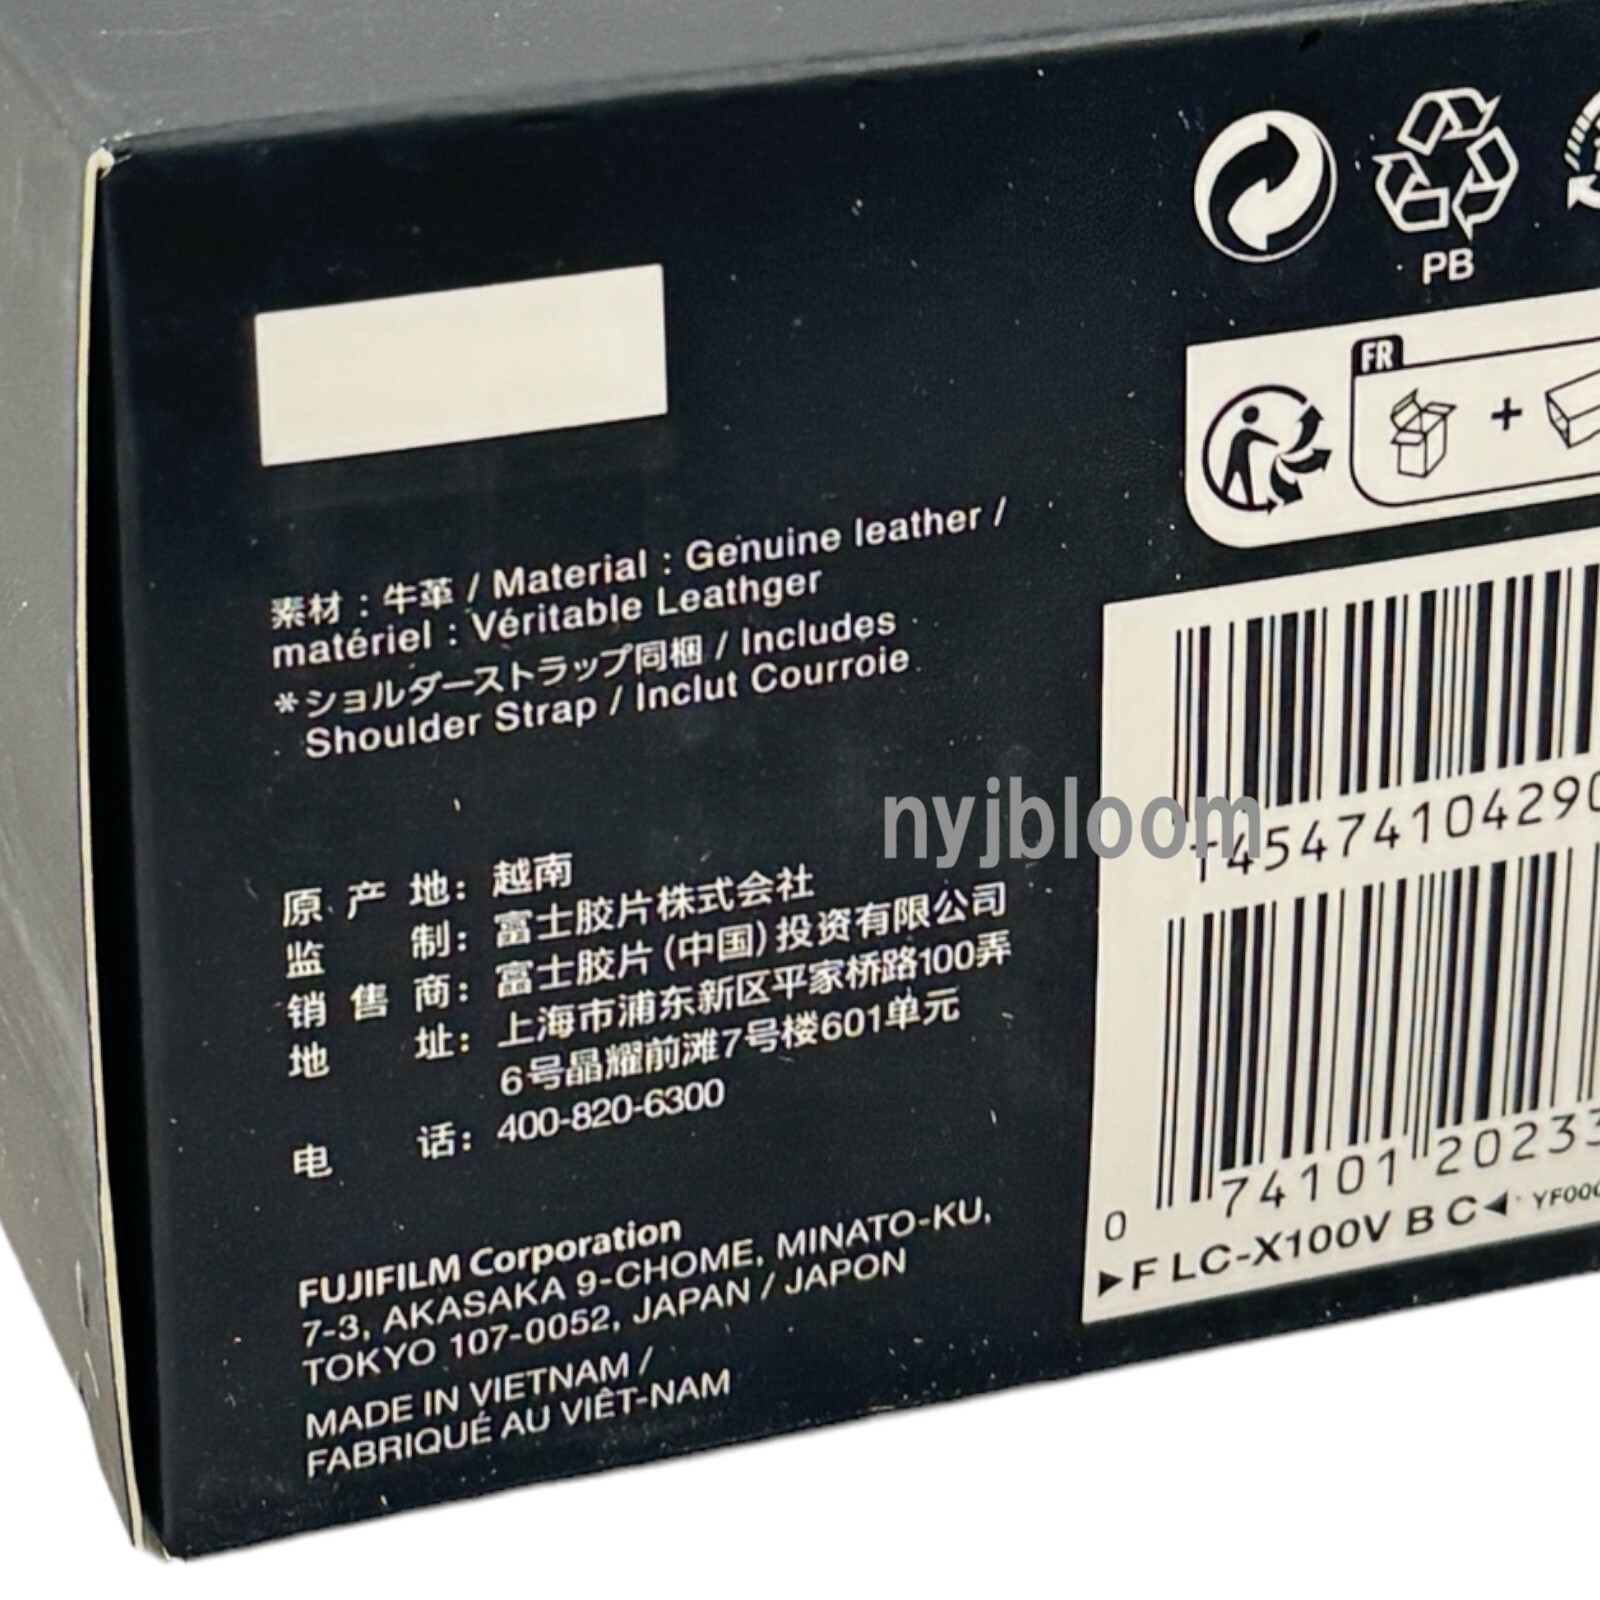 PB
FR
+
素材 : 牛革 / Material : Genuine leather /
matériel : Véritable Leathger
*ショルダーストラップ同梱 / Includes
Shoulder Strap / Inclut Courroie
nyjbloom
45474104290
原产地: 越南
监制: 富士胶片株式会社
销售商: 富士胶片(中国)投资有限公司
地址: 上海市浦东新区平家桥路100弄
6号晶耀前滩7号楼601单元
电话: 400-820-6300
0 74101 20233
▶F LC-X100V B C◀ YF000
FUJIFILM Corporation
7-3, AKASAKA 9-CHOME, MINATO-KU,
TOKYO 107-0052, JAPAN / JAPON
MADE IN VIETNAM /
FABRIQUÉ AU VIÊT-NAM